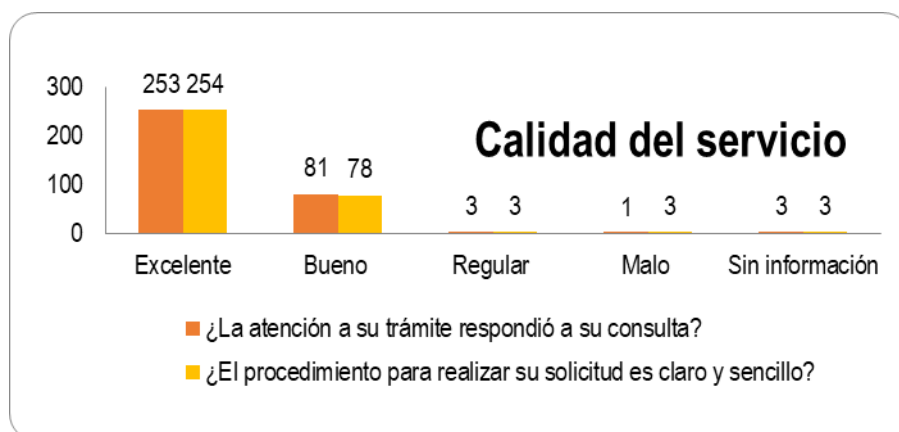 Calidad del servicio
300
200
100
0
253 254
81 78
3 3
1 3
3 3
Excelente Bueno Regular Malo Sin información
¿La atención a su trámite respondió a su consulta?
¿El procedimiento para realizar su solicitud es claro y sencillo?